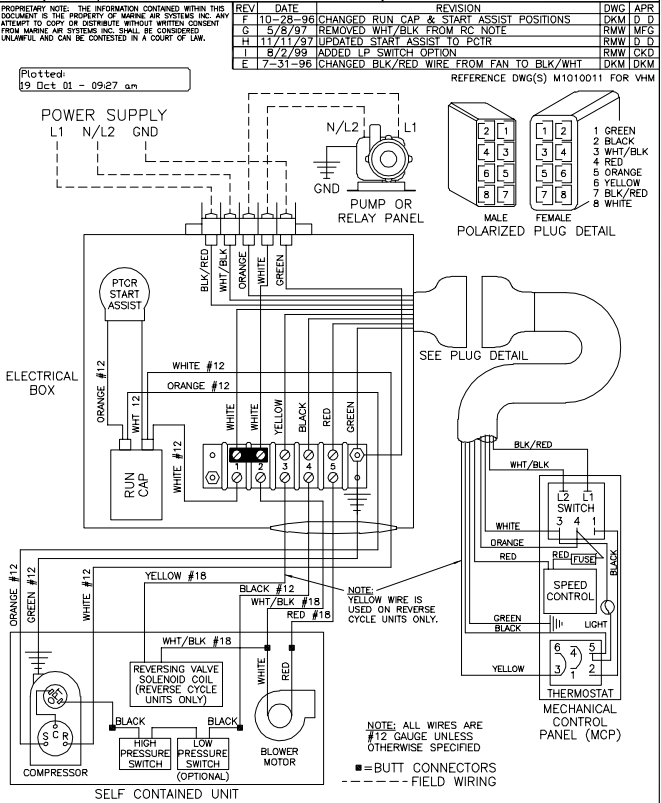 PROPRIETARY NOTE: THE INFORMATION CONTAINED WITHIN THIS
DOCUMENT IS THE PROPERTY OF MARINE AIR SYSTEMS INC. ANY
ATTEMPT TO COPY OR DISTRIBUTE WITHOUT WRITTEN CONSENT
FROM MARINE AIR SYSTEMS INC. SHALL BE CONSIDERED
UNLAWFUL AND CAN BE CONTESTED IN A COURT OF LAW.
REV DATE REVISION DWG APR
F 10-28-96 CHANGED RUN CAP & START ASSIST POSITIONS DKM D D
G 5/8/97 REMOVED WHT/BLK FROM RC NOTE RMW MFG
H 11/11/97 UPDATED START ASSIST TO PCTR RMW D D
I 8/2/99 ADDED LP SWITCH OPTION RMW CKD
E 7-31-96 CHANGED BLK/RED WIRE FROM FAN TO BLK/WHT DKM DKM
Plotted:
19 Oct 01 - 09:27 am
REFERENCE DWG(S) M1010011 FOR VHM
POWER SUPPLY
L1 N/L2 GND
N/L2
L1
GND
PUMP OR
RELAY PANEL
2 1
4 3
6 5
8 7
1 2
3 4
5 6
7 8
1 GREEN
2 BLACK
3 WHT/BLK
4 RED
5 ORANGE
6 YELLOW
7 BLK/RED
8 WHITE
MALE
FEMALE
POLARIZED PLUG DETAIL
BLK/RED
WHT/BLK
ORANGE
WHITE
GREEN
PTCR
START
ASSIST
SEE PLUG DETAIL
ELECTRICAL
BOX
WHITE #12
ORANGE #12
ORANGE #12
WHT 12
WHITE #12
RUN
CAP
WHITE
WHITE
YELLOW
BLACK
RED
GREEN
1 2 3 4 5
BLK/RED
WHT/BLK
L2 L1
SWITCH
3 4 1
WHITE
ORANGE
RED
RED
FUSE
BLACK
SPEED
CONTROL
GREEN
BLACK
LIGHT
YELLOW
6 4 5
3 1 2
THERMOSTAT
MECHANICAL
CONTROL
PANEL (MCP)
ORANGE #12
GREEN #12
WHITE #12
YELLOW #18
BLACK #12
WHT/BLK #18
RED #18
NOTE:
YELLOW WIRE IS
USED ON REVERSE
CYCLE UNITS ONLY.
WHT/BLK #18
REVERSING VALVE
SOLENOID COIL
(REVERSE CYCLE
UNITS ONLY)
WHITE
RED
S C R
BLACK
BLACK
HIGH
PRESSURE
SWITCH
LOW
PRESSURE
SWITCH
(OPTIONAL)
BLOWER
MOTOR
COMPRESSOR
SELF CONTAINED UNIT
NOTE: ALL WIRES ARE
#12 GAUGE UNLESS
OTHERWISE SPECIFIED
=BUTT CONNECTORS
FIELD WIRING